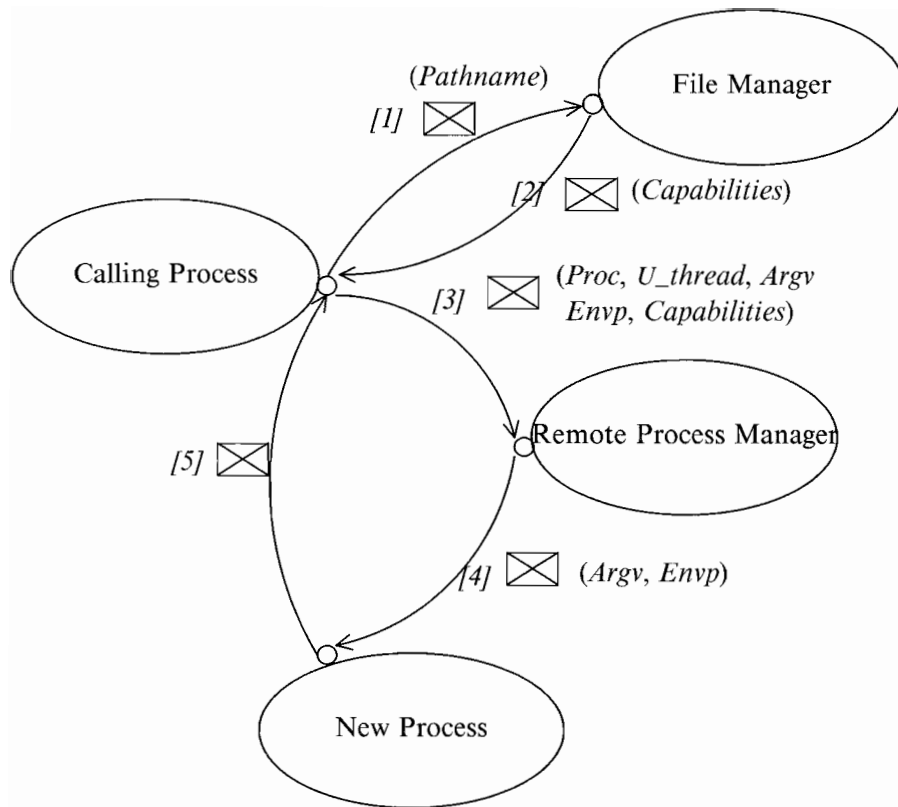 (Pathname)
File Manager
[1]
[2]
(Capabilities)
Calling Process
[3]
(Proc, U_thread, Argv
Envp, Capabilities)
Remote Process Manager
[5]
[4]
(Argv, Envp)
New Process